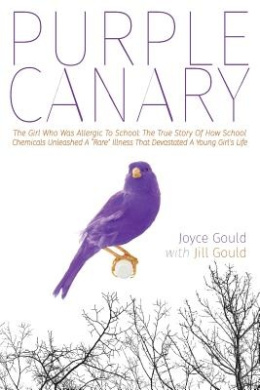 PURPLE
CANARY
The Girl Who Was Allergic To School: The True Story Of How School
Chemicals Unleashed A "Rare" Illness That Devastated A Young Girl's Life
Joyce Gould
with Jill Gould